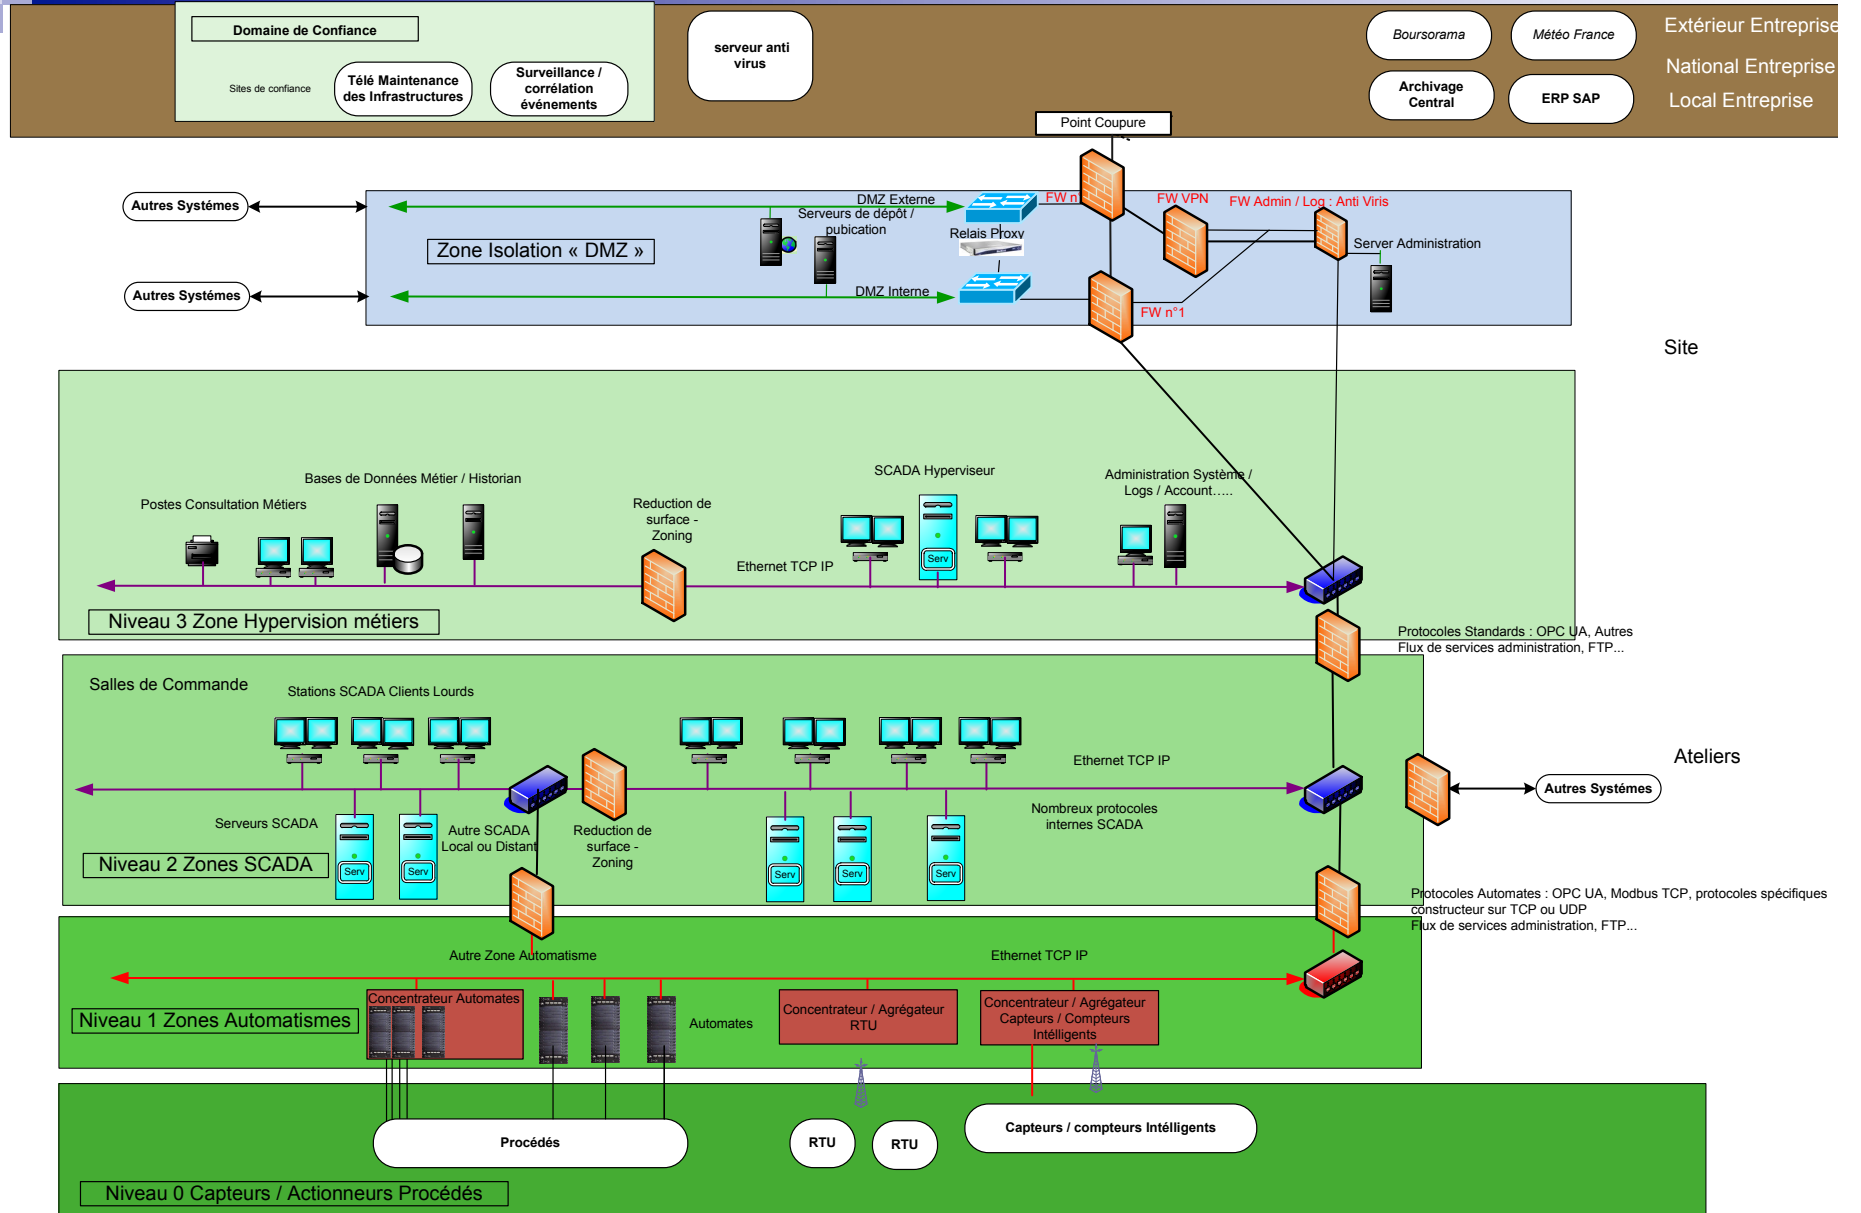 Domaine de Confiance
Sites de confiance
Télé Maintenance
des Infrastructures
Surveillance /
corrélation
événements
serveur anti
virus
Boursorama
Météo France
Archivage
Central
ERP SAP
Extérieur Entreprise
National Entreprise
Local Entreprise
Point Coupure
Autres Systémes
Autres Systémes
Zone Isolation « DMZ »
DMZ Externe
Serveurs de dépôt /
pubication
Relais Proxy
DMZ Interne
FW n
FW VPN
FW Admin / Log : Anti Viris
Server Administration
FW n°1
Site
Postes Consultation Métiers
Bases de Données Métier / Historian
Reduction de
surface -
Zoning
SCADA Hyperviseur
Serv
Ethernet TCP IP
Administration Système /
Logs / Account…..
Niveau 3 Zone Hypervision métiers
Protocoles Standards : OPC UA, Autres
Flux de services administration, FTP...
Salles de Commande
Stations SCADA Clients Lourds
Ethernet TCP IP
Nombreux protocoles
internes SCADA
Serveurs SCADA
Serv
Serv
Autre SCADA
Local ou Distant
Reduction de
surface -
Zoning
Serv
Serv
Serv
Niveau 2 Zones SCADA
Ateliers
Autres Systémes
Protocoles Automates : OPC UA, Modbus TCP, protocoles spécifiques
constructeur sur TCP ou UDP
Flux de services administration, FTP...
Autre Zone Automatisme
Ethernet TCP IP
Concentrateur Automates
Automates
Concentrateur / Agrégateur
RTU
Concentrateur / Agrégateur
Capteurs / Compteurs
Intélligents
Niveau 1 Zones Automatismes
Procédés
RTU
RTU
Capteurs / compteurs Intélligents
Niveau 0 Capteurs / Actionneurs Procédés